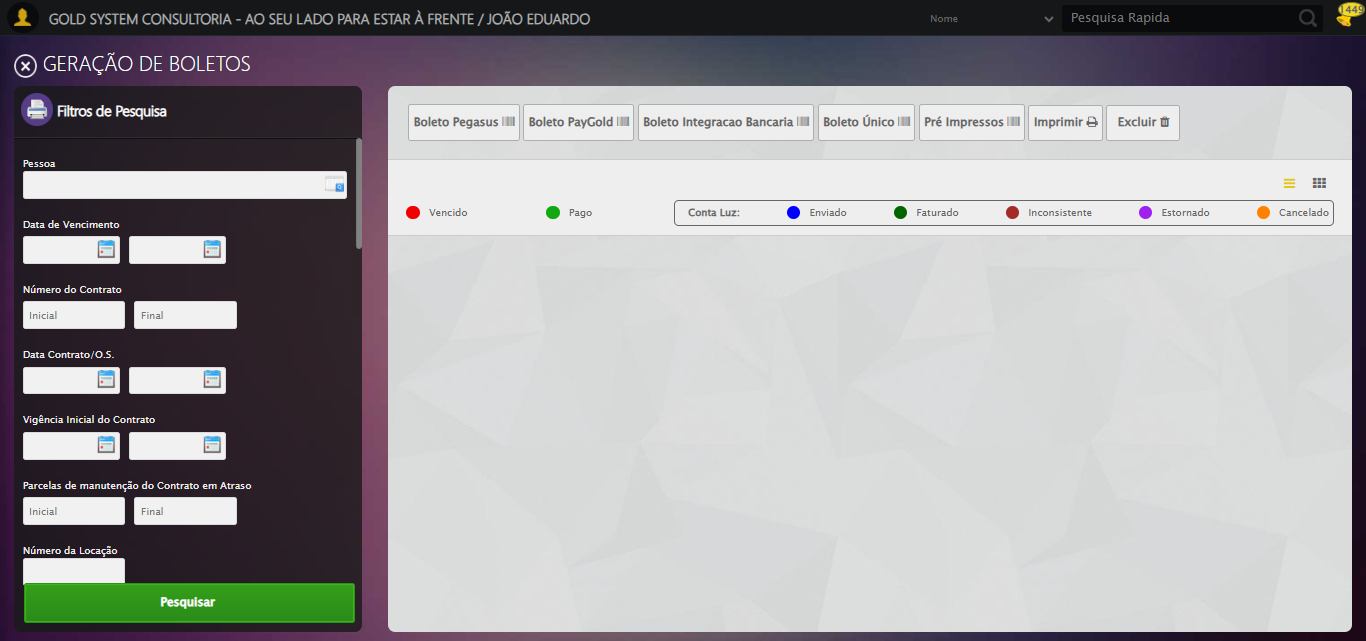 GOLD SYSTEM CONSULTORIA - AO SEU LADO PARA ESTAR À FRENTE / JOÃO EDUARDO
Nome
Pesquisa Rapida
1449
GERAÇÃO DE BOLETOS
Filtros de Pesquisa
Pessoa
Data de Vencimento
Número do Contrato
Inicial Final
Data Contrato/O.S.
Vigência Inicial do Contrato
Parcelas de manutenção do Contrato em Atraso
Inicial Final
Número da Locação
Pesquisar
Boleto Pegasus Boleto PayGold Boleto Integracao Bancaria Boleto Único Pré Impressos Imprimir Excluir
Vencido Pago Conta Luz: Enviado Faturado Inconsistente Estornado Cancelado